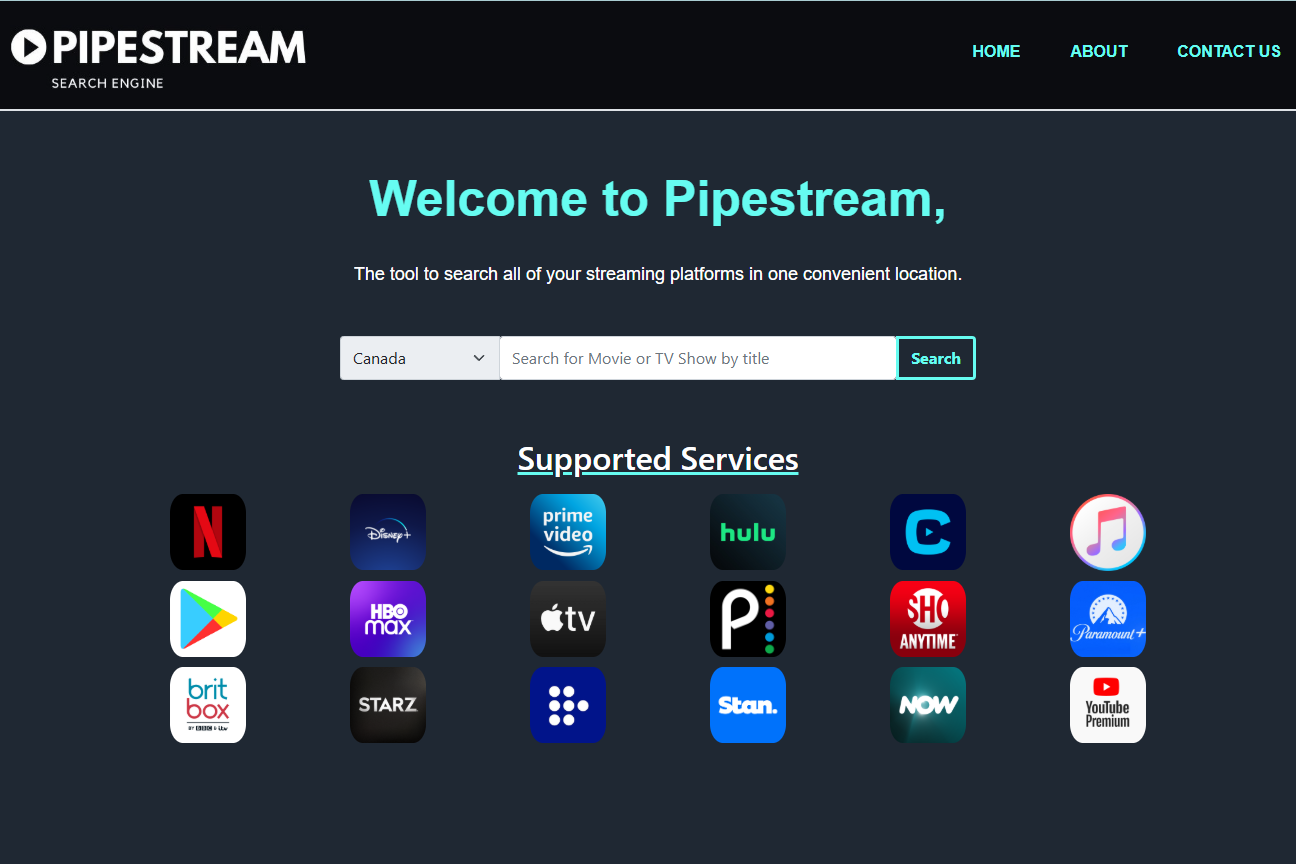 PIPESTREAM
SEARCH ENGINE
HOME ABOUT CONTACT US
Welcome to Pipestream,
The tool to search all of your streaming platforms in one convenient location.
Canada Search for Movie or TV Show by title Search
Supported Services
N
Disney+
prime video
hulu
C
HBO max
tv
P
SHO ANYTIME
Paramount+
brit box BY BBC & itv
STARZ
Stan.
NOW
YouTube Premium